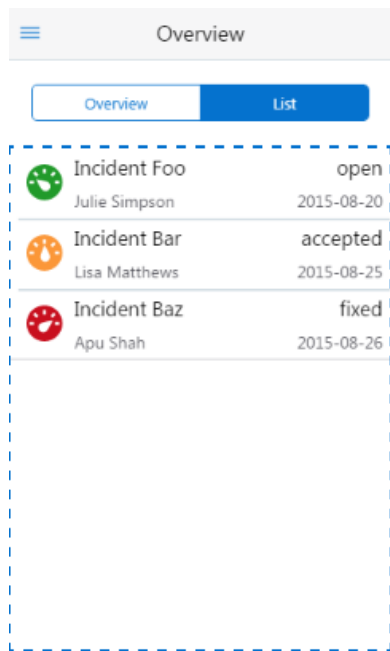 Overview
Overview List
Incident Foo open
Julie Simpson 2015-08-20
Incident Bar accepted
Lisa Matthews 2015-08-25
Incident Baz fixed
Apu Shah 2015-08-26